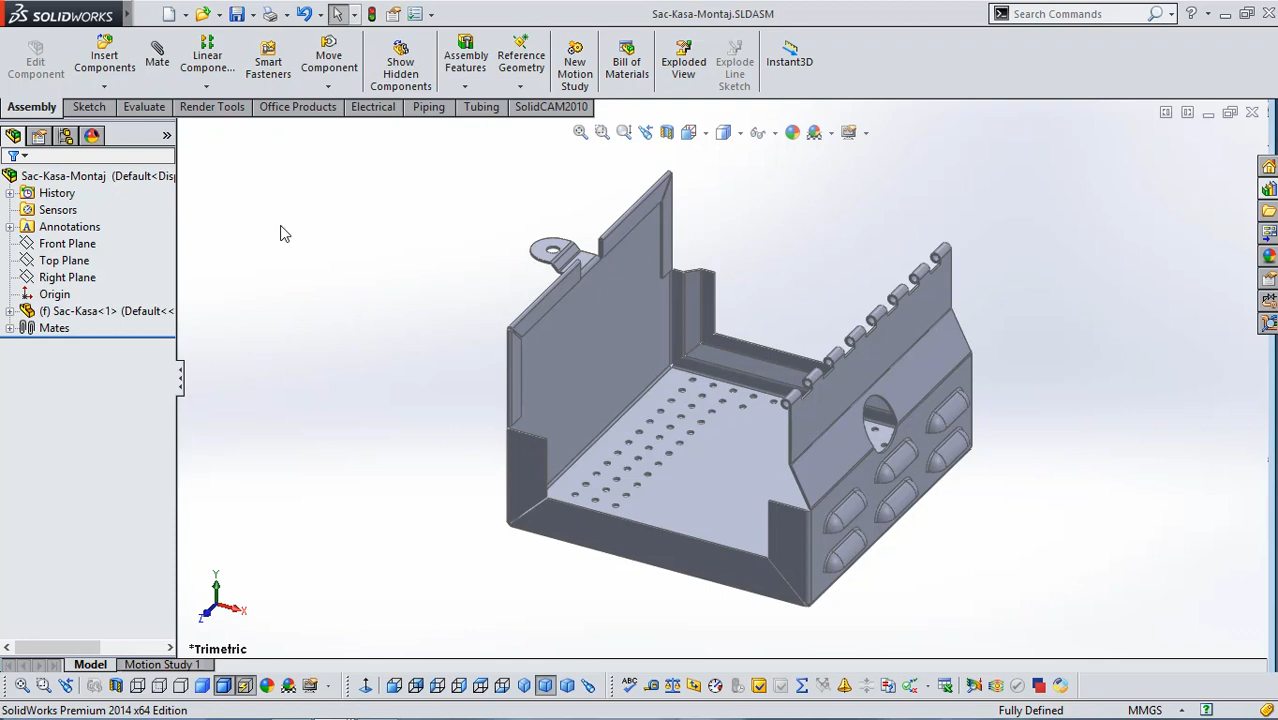 SOLIDWORKS
Sac-Kasa-Montaj.SLDASM
Search Commands
Edit Component
Insert Components
Mate
Linear Compone...
Smart Fasteners
Move Component
Show Hidden Components
Assembly Features
Reference Geometry
New Motion Study
Bill of Materials
Exploded View
Explode Line Sketch
Instant3D
Assembly
Sketch
Evaluate
Render Tools
Office Products
Electrical
Piping
Tubing
SolidCAM2010
Sac-Kasa-Montaj (Default<Disp
History
Sensors
Annotations
Front Plane
Top Plane
Right Plane
Origin
(f) Sac-Kasa<1> (Default<<
Mates
Y
X
Z
*Trimetric
Model
Motion Study 1
SolidWorks Premium 2014 x64 Edition
Fully Defined
MMGS